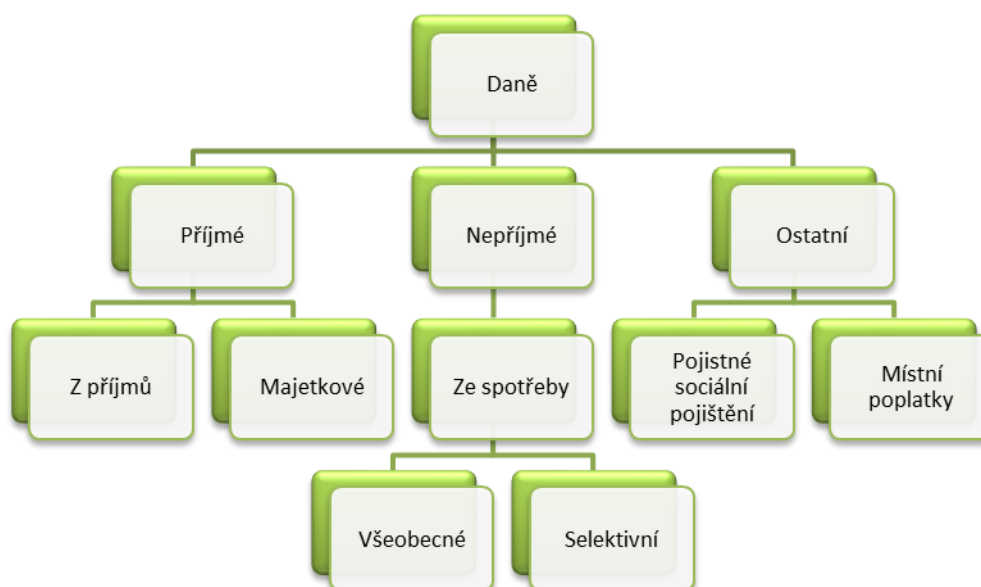 Daně
Příjmé
Nepříjmé
Ostatní
Z příjmů
Majetkové
Ze spotřeby
Pojistné
sociální
pojištění
Místní
poplatky
Všeobecné
Selektivní